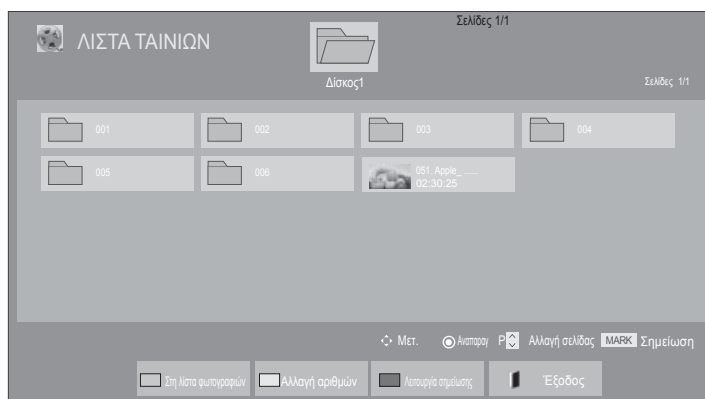 Σελίδες 1/1
ΛΙΣΤΑ ΤΑΙΝΙΩΝ
Δίσκος1
Σελίδες 1/1
001 002 003 004
005 006 051. Apple_ ......
02:30:25
Μετ. Αναπαραγ P Αλλαγή σελίδας MARK Σημείωση
Στη λίστα φωτογραφιών Αλλαγή αριθμών Λειτουργία σημείωσης Έξοδος